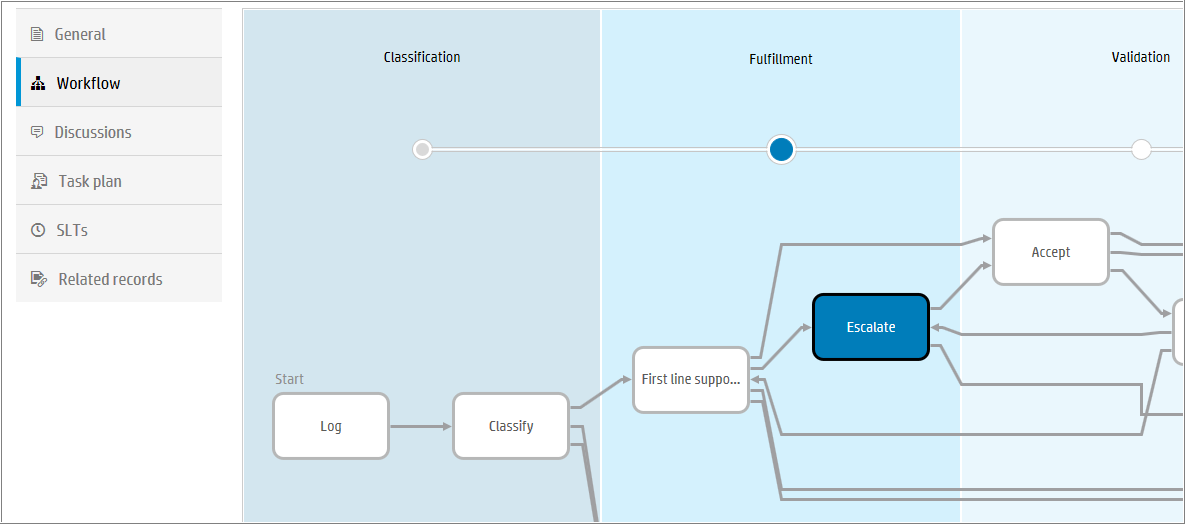 General
Workflow
Discussions
Task plan
SLTs
Related records
Classification
Fulfillment
Validation
Accept
Escalate
First line suppo...
Start
Log
Classify